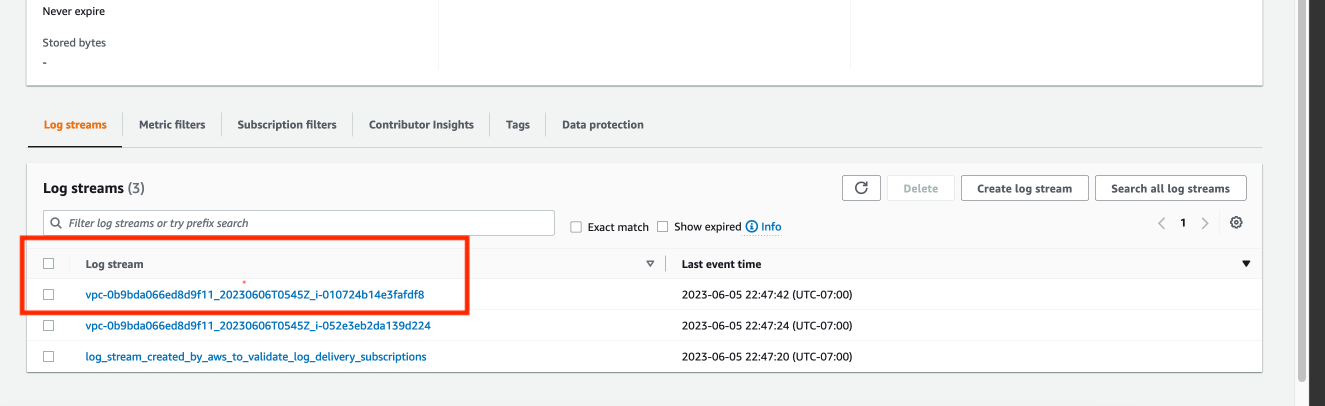 Never expire
Stored bytes
-
Log streams Metric filters Subscription filters Contributor Insights Tags Data protection
Log streams (3) Delete Create log stream Search all log streams
Filter log streams or try prefix search Exact match Show expired Info 1
Log stream Last event time
vpc-0b9bda066ed8d9f11_20230606T0545Z_i-010724b14e3fafdf8 2023-06-05 22:47:42 (UTC-07:00)
vpc-0b9bda066ed8d9f11_20230606T0545Z_i-052e3eb2da139d224 2023-06-05 22:47:24 (UTC-07:00)
log_stream_created_by_aws_to_validate_log_delivery_subscriptions 2023-06-05 22:47:20 (UTC-07:00)